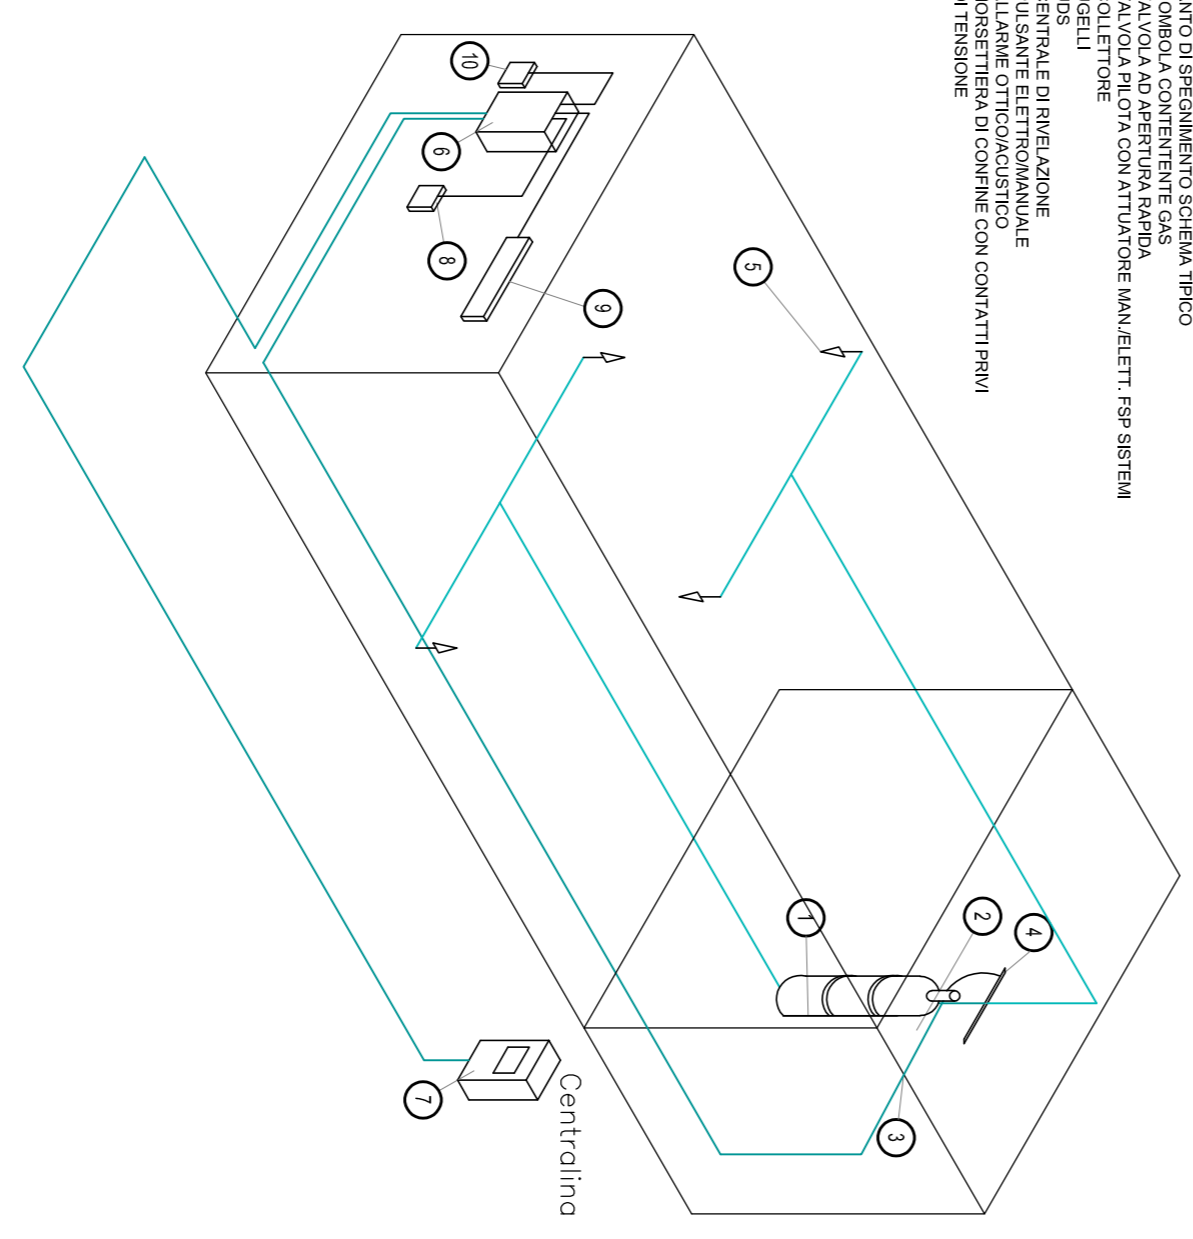 ANTO DI SPEGNIMENTO SCHEMA TIPICO
OMBOLA CONTENTENTE GAS
ALVOLA AD APERTURA RAPIDA
ALVOLA PILOTA CON ATTUATORE MAN./ELETT. FSP SISTEMI
OLLETTORE
GELLI
DS
ENTRALE DI RIVELAZIONE
ULSANTE ELETTRO/MANUALE
LLARME OTTICO/ACUSTICO
ORSETTIERA DI CONFINE CON CONTATTI PRIVI
I TENSIONE
10
6
8
9
5
1
2
4
3
7
Centralina